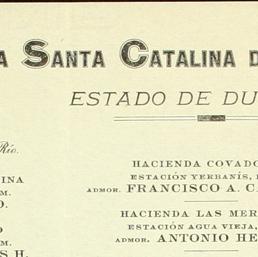 A SANTA CATALINA D
ESTADO DE DU
Río.
INA
M.
O.
O
M.
S H.
HACIENDA COVADO
ESTACIÓN YERBANÍS,
ADMOR. FRANCISCO A. CA
HACIENDA LAS MER
ESTACIÓN AGUA VIEJA,
ADMOR. ANTONIO HE